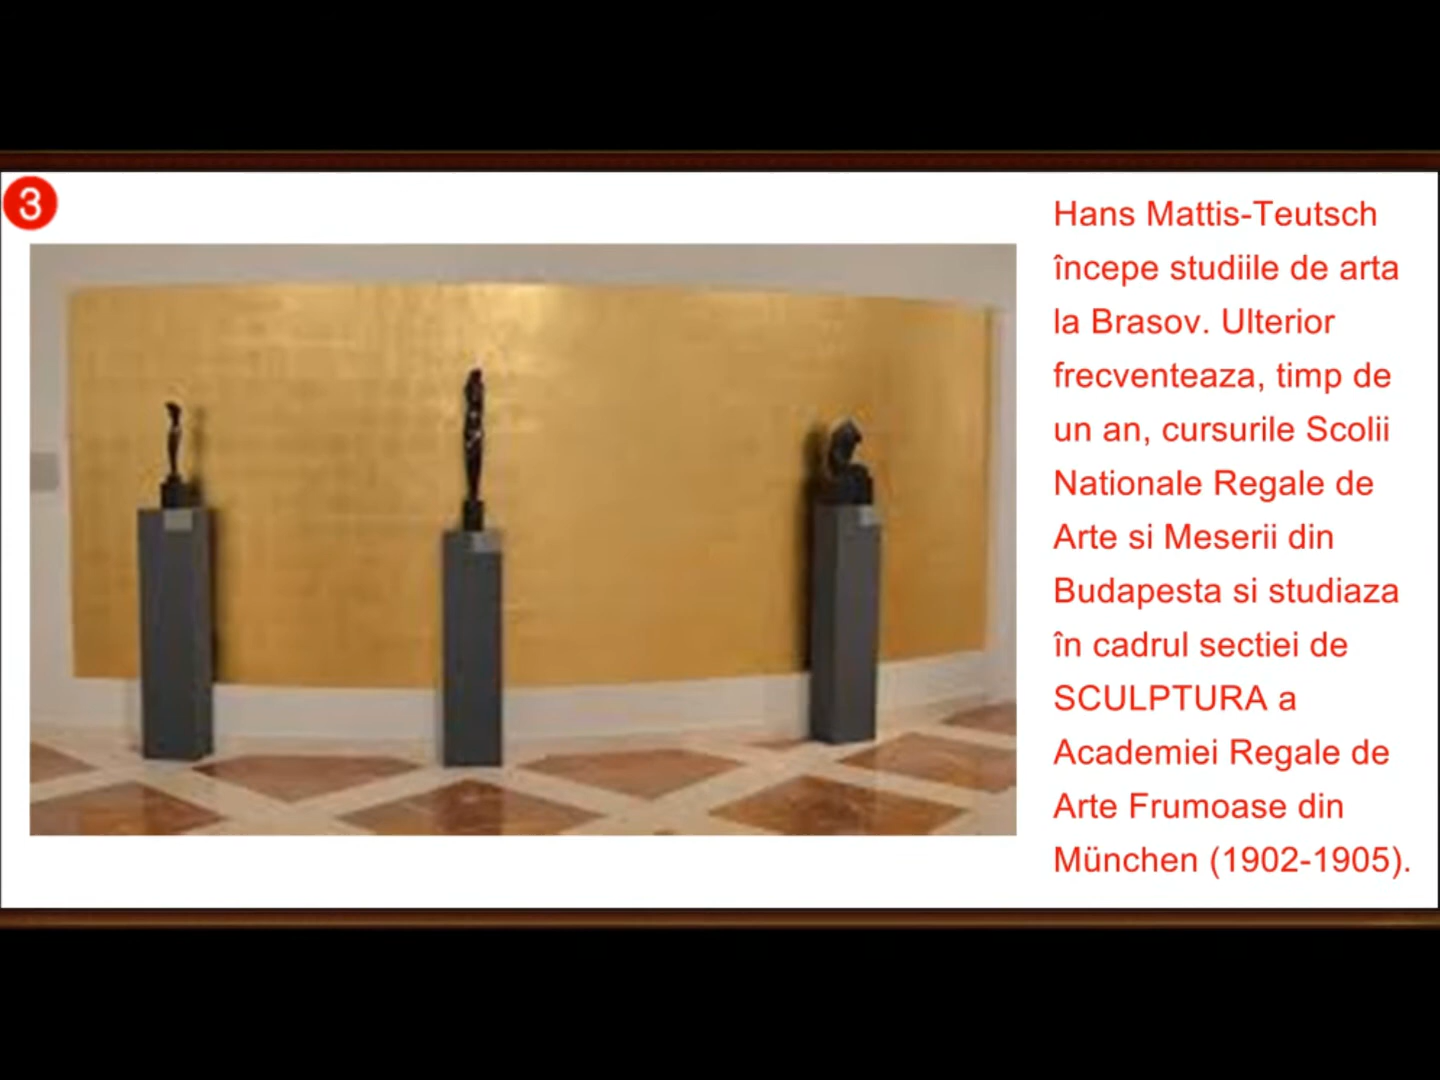 3
Hans Mattis-Teutsch
începe studiile de arta
la Brasov. Ulterior
frecventeaza, timp de
un an, cursurile Scolii
Nationale Regale de
Arte si Meserii din
Budapesta si studiaza
în cadrul sectiei de
SCULPTURA a
Academiei Regale de
Arte Frumoase din
München (1902-1905).